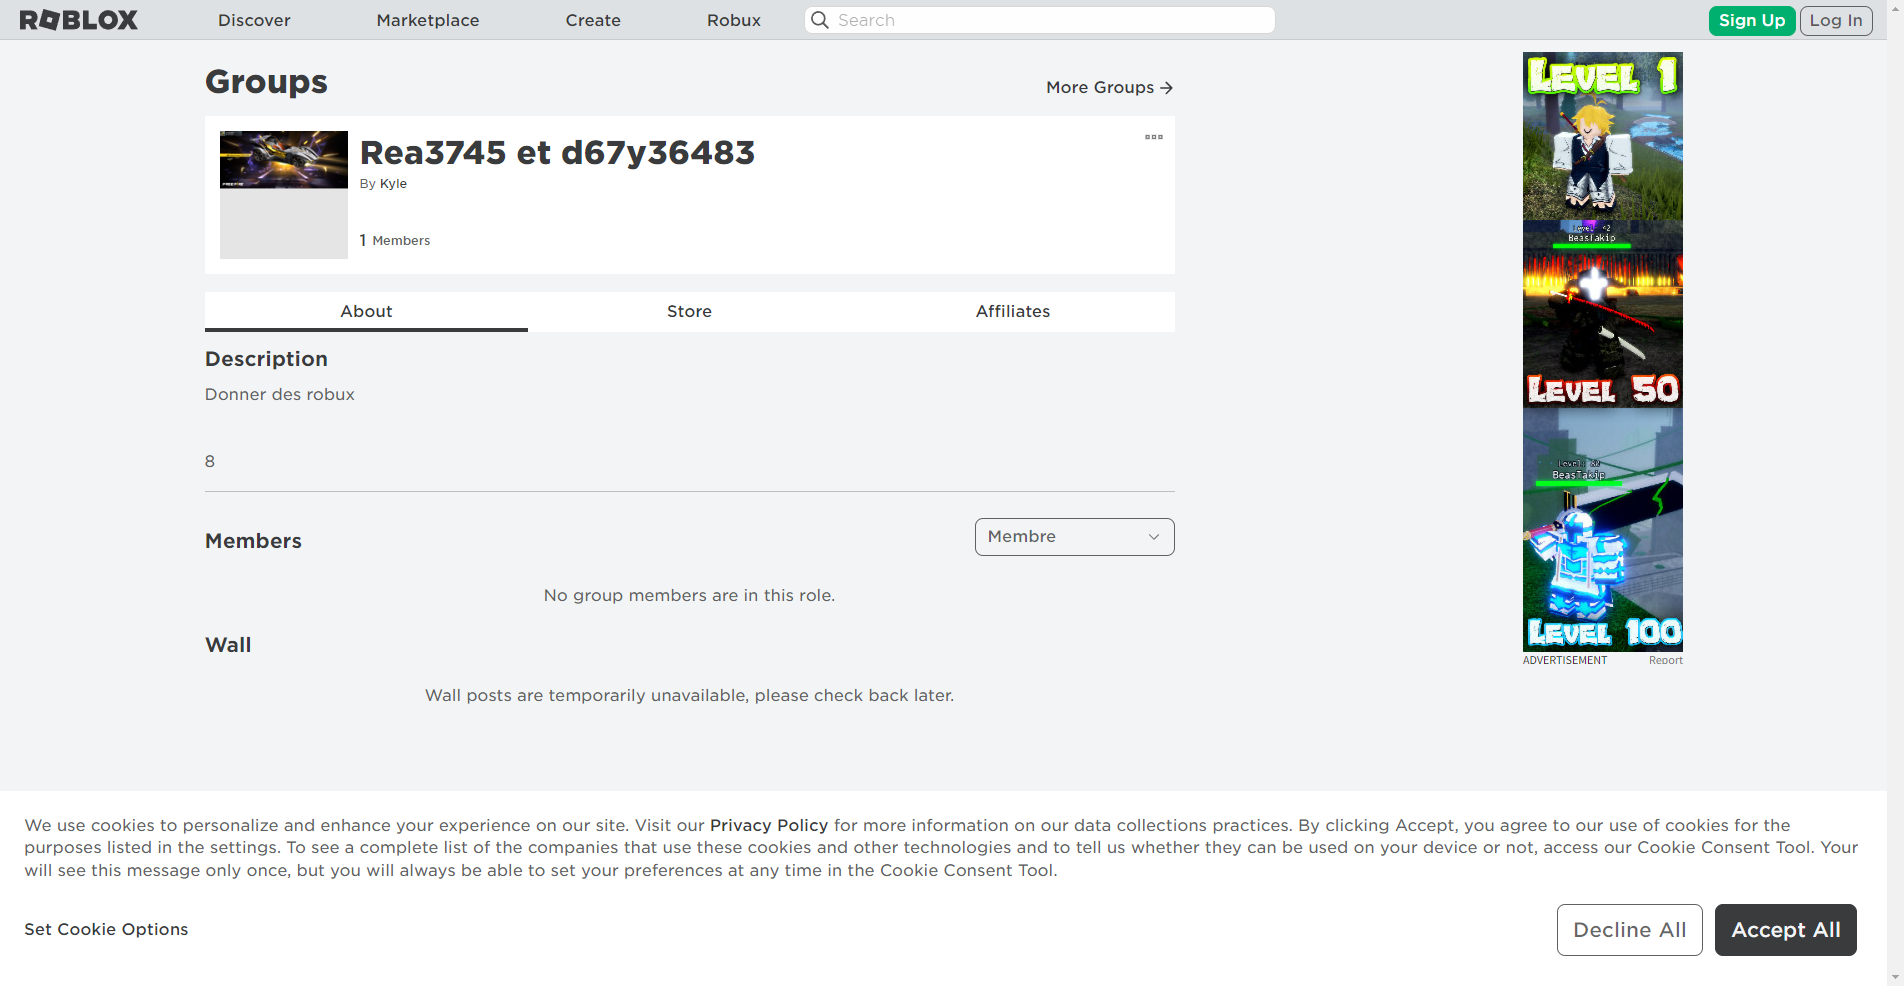 ROBLOX
Discover
Marketplace
Create
Robux
Search
Sign Up
Log In
Groups
More Groups
Rea3745 et d67y36483
By Kyle
1 Members
About
Store
Affiliates
Description
Donner des robux
8
Members
Membre
No group members are in this role.
Wall
Wall posts are temporarily unavailable, please check back later.
LEVEL 1
BeasTakip
LEVEL 50
BeasTakip
LEVEL 100
ADVERTISEMENT
Report
We use cookies to personalize and enhance your experience on our site. Visit our Privacy Policy for more information on our data collections practices. By clicking Accept, you agree to our use of cookies for the
purposes listed in the settings. To see a complete list of the companies that use these cookies and other technologies and to tell us whether they can be used on your device or not, access our Cookie Consent Tool. Your
will see this message only once, but you will always be able to set your preferences at any time in the Cookie Consent Tool.
Set Cookie Options
Decline All
Accept All